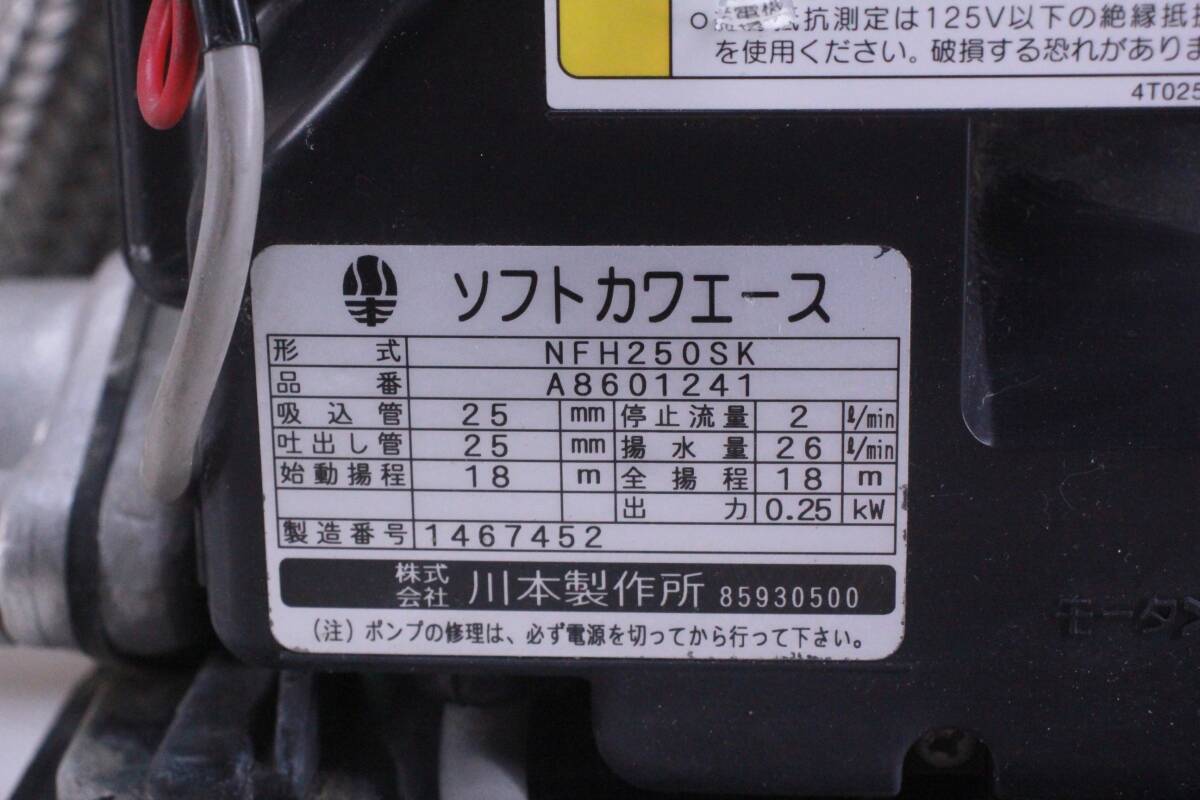 抵抗測定は125V以下の絶縁抵抗
を使用ください。破損する恐れがありま
4T025
ソフトカワエース
形式 NFH250SK
品番 A8601241
吸込管 25 mm 停止流量 2 ℓ/min
吐出し管 25 mm 揚水量 26 ℓ/min
始動揚程 18 m 全揚程 18 m
出力 0.25 kW
製造番号 1467452
株式会社 川本製作所 85930500
(注) ポンプの修理は、必ず電源を切ってから行って下さい。
モータ